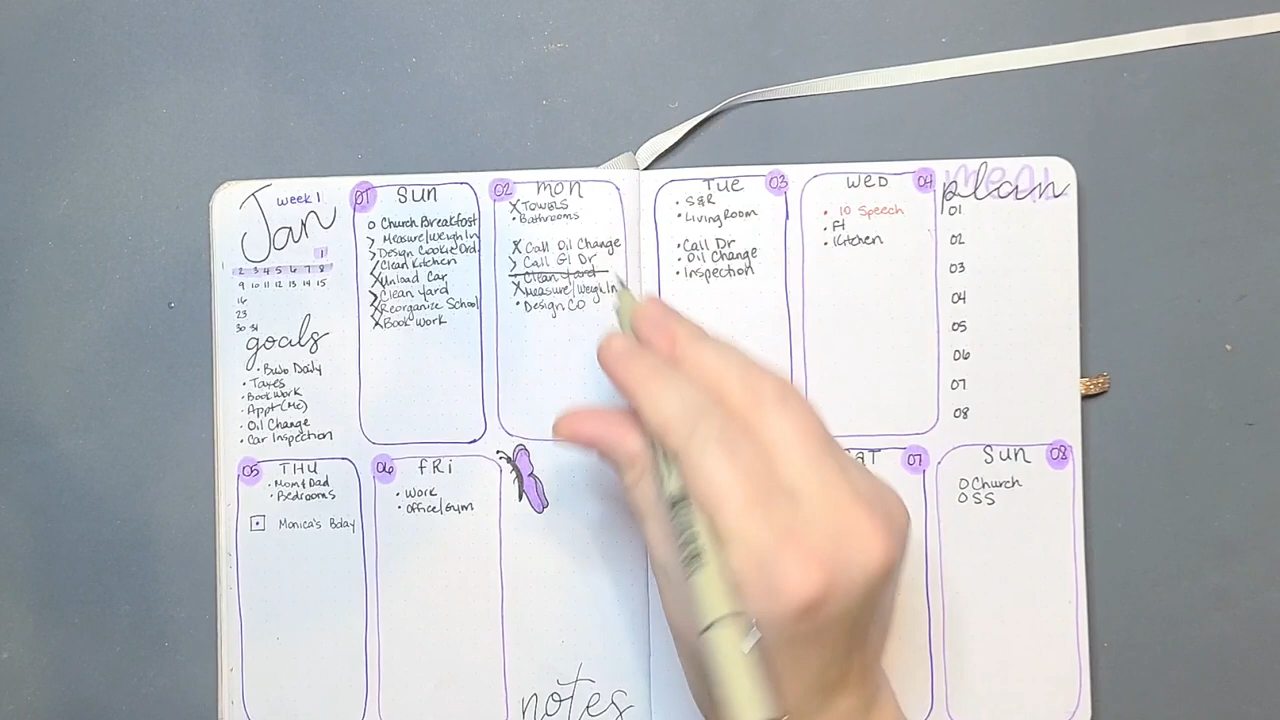 Jan
week 1
1
2 3 4 5 6 7 8
9 10 11 12 13 14 15
16
23
30 31
goals
• BuJo Daily
• Taxes
• Book Work
• Appt (Mc)
• Oil Change
• Car Inspection
01 SUN
o Church Breakfast
> Measure/Weigh In
> Design Cookie Ord.
Clean Kitchen
X Unload Car
> Clean Yard
Reorganize School
X Book Work
02 mon
X TOWELS
• Bathrooms
X Call Oil Change
> Call GI Dr
Clean Yard
X Measure/Weigh In
• Design CO
TUE 03
• S&R
• Living Room
• Call Dr
• Oil Change
• Inspection
WED 04
• 10 Speech
• Kitchen
meal
plan
01
02
03
04
05
06
07
08
05 THU
• Mom & Dad
• Bedrooms
Monica's Bday
06 FRI
• Work
• Office/Gym
notes
SAT 07
SUN 08
O Church
O SS